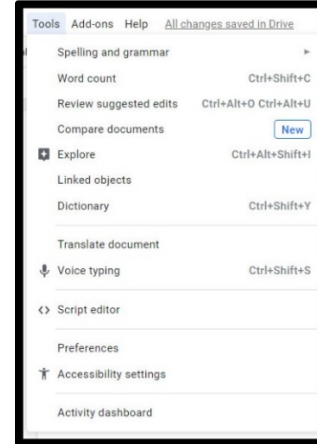 Tools Add-ons Help All changes saved in Drive
Spelling and grammar
Word count Ctrl+Shift+C
Review suggested edits Ctrl+Alt+O Ctrl+Alt+U
Compare documents New
Explore Ctrl+Alt+Shift+I
Linked objects
Dictionary Ctrl+Shift+Y
Translate document
Voice typing Ctrl+Shift+S
Script editor
Preferences
Accessibility settings
Activity dashboard